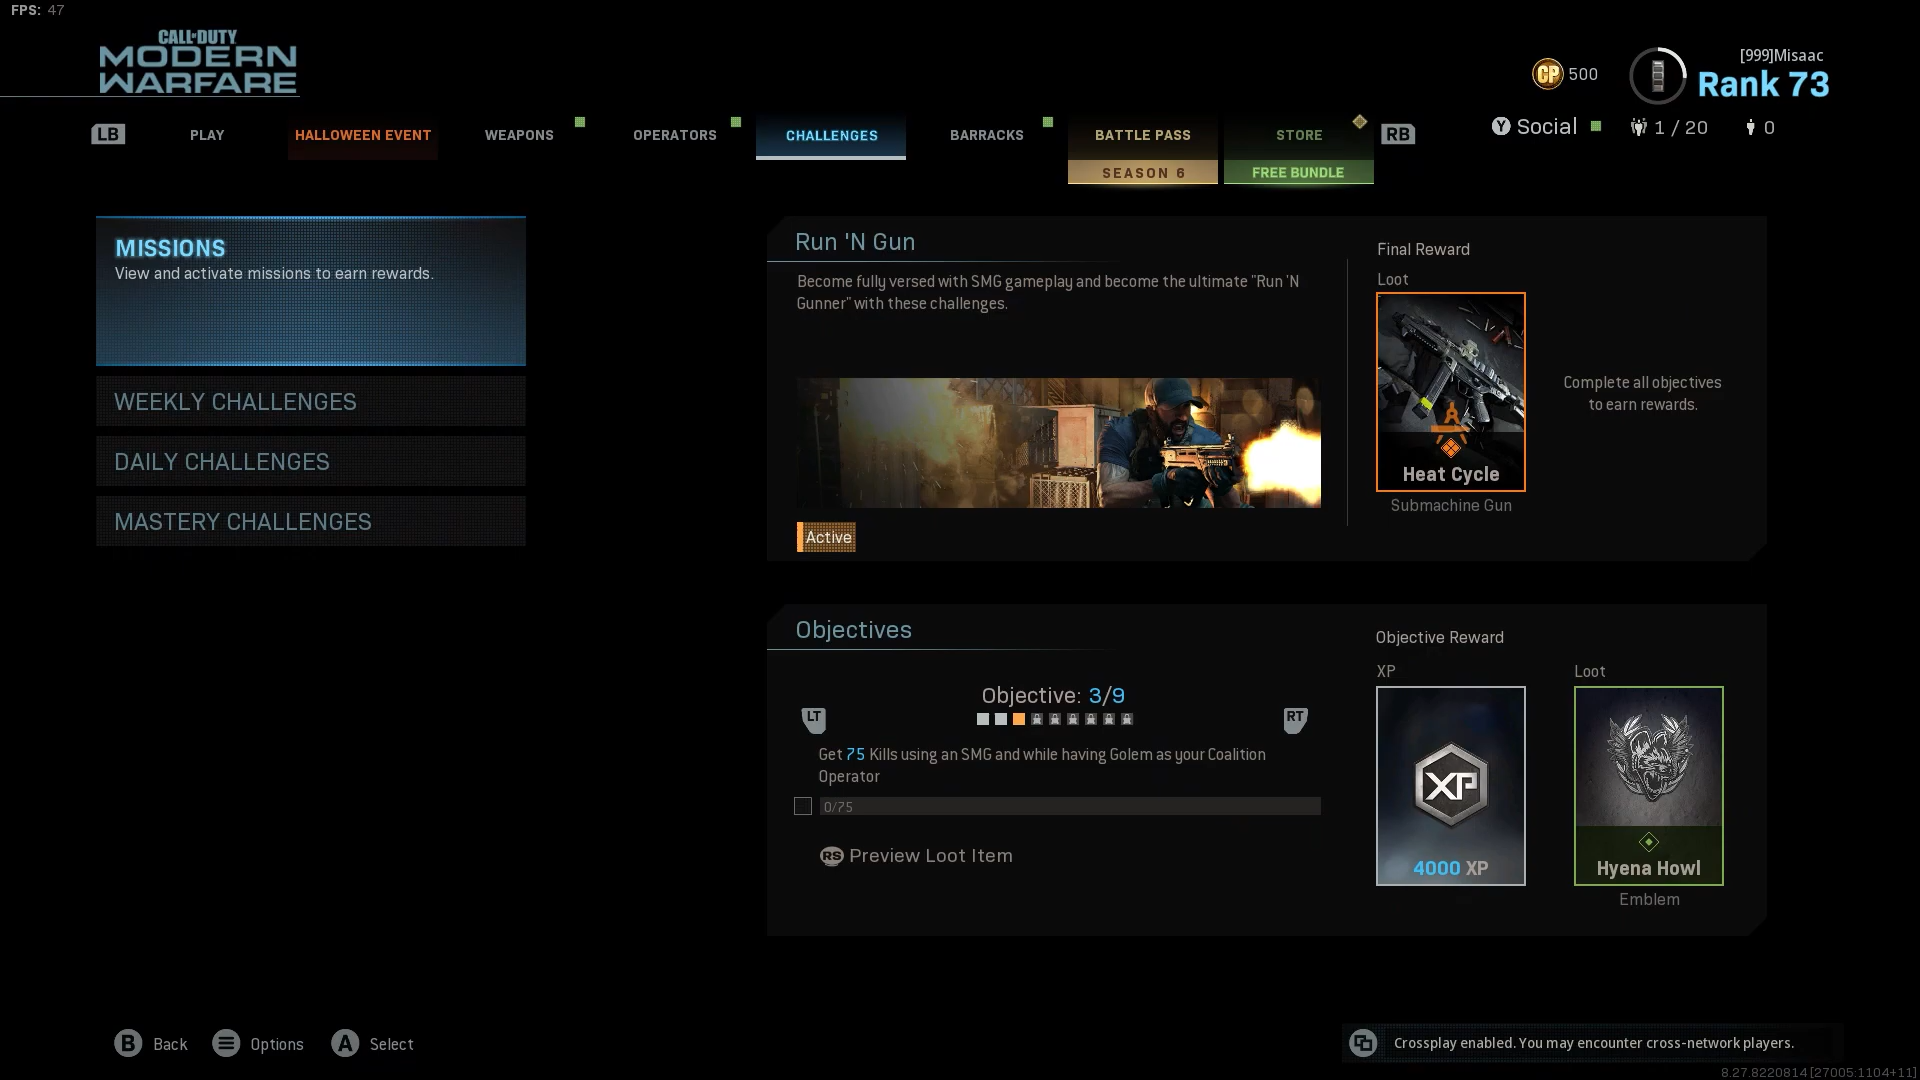 FPS: 47
CALL OF DUTY
MODERN
WARFARE
CP 500
[999]Misaac
Rank 73
LB
PLAY
HALLOWEEN EVENT
WEAPONS
OPERATORS
CHALLENGES
BARRACKS
BATTLE PASS
SEASON 6
STORE
FREE BUNDLE
RB
Y Social
1 / 20
0
MISSIONS
View and activate missions to earn rewards.
WEEKLY CHALLENGES
DAILY CHALLENGES
MASTERY CHALLENGES
Run 'N Gun
Become fully versed with SMG gameplay and become the ultimate "Run 'N
Gunner" with these challenges.
Active
Final Reward
Loot
Heat Cycle
Submachine Gun
Complete all objectives
to earn rewards.
Objectives
Objective: 3/9
LT
RT
Get 75 Kills using an SMG and while having Golem as your Coalition
Operator
0/75
RS Preview Loot Item
Objective Reward
XP
XP
4000 XP
Loot
Hyena Howl
Emblem
B Back
Options
A Select
Crossplay enabled. You may encounter cross-network players.
8.27.8220814 [27005:1104+11]